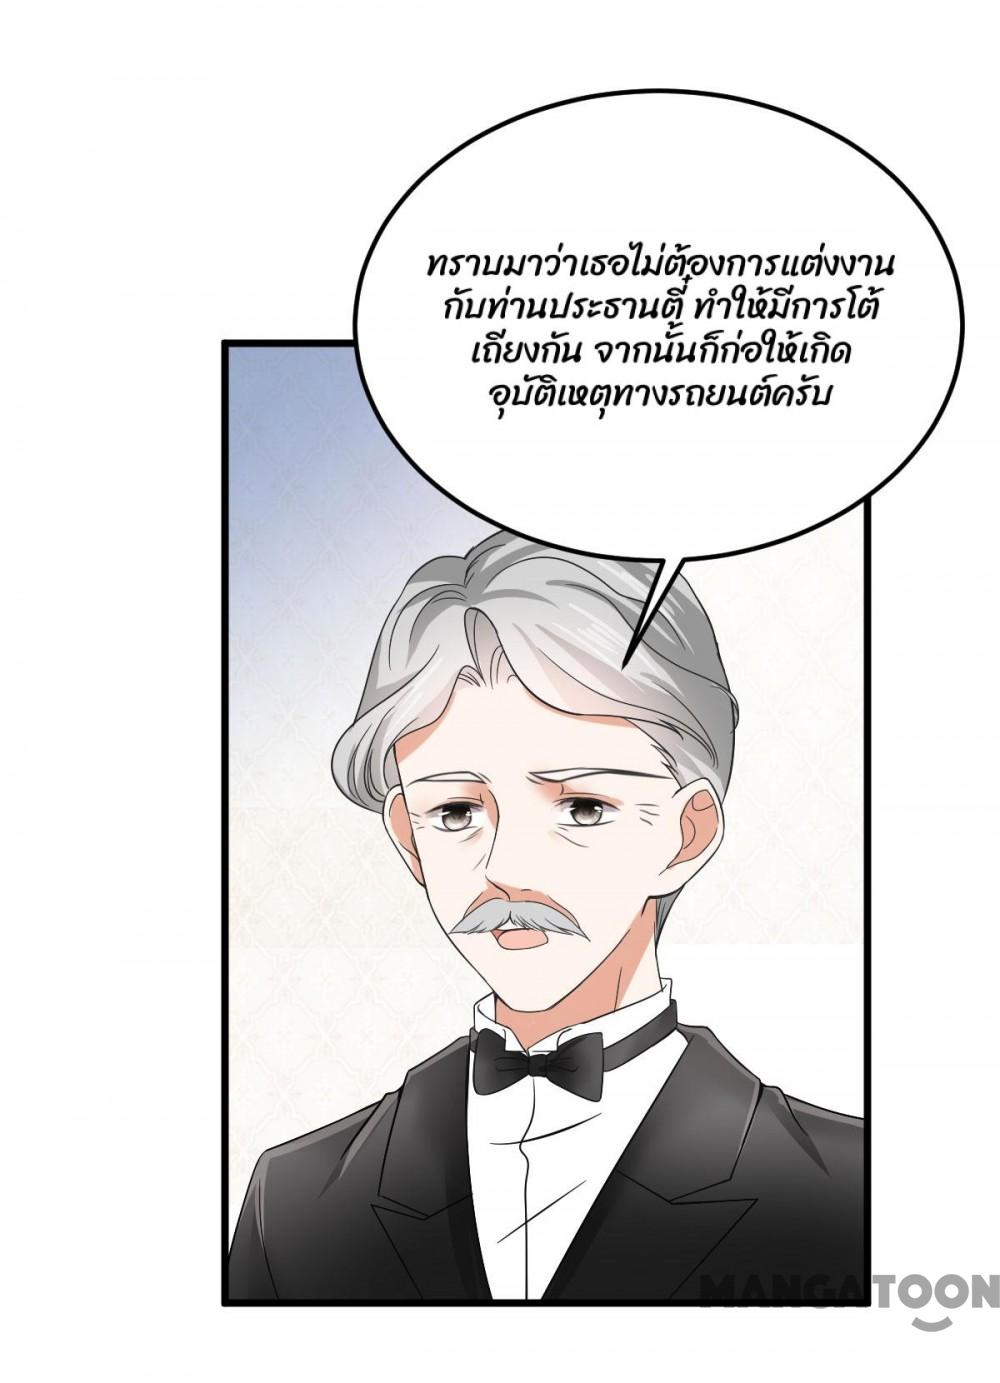 ทราบมาว่าเธอไม่ต้องการแต่งงาน
กับท่านประธานตี๋ ทำให้มีการโต้
เถียงกัน จากนั้นก็ก่อให้เกิด
อุบัติเหตุทางรถยนต์ครับ
MANGATOON